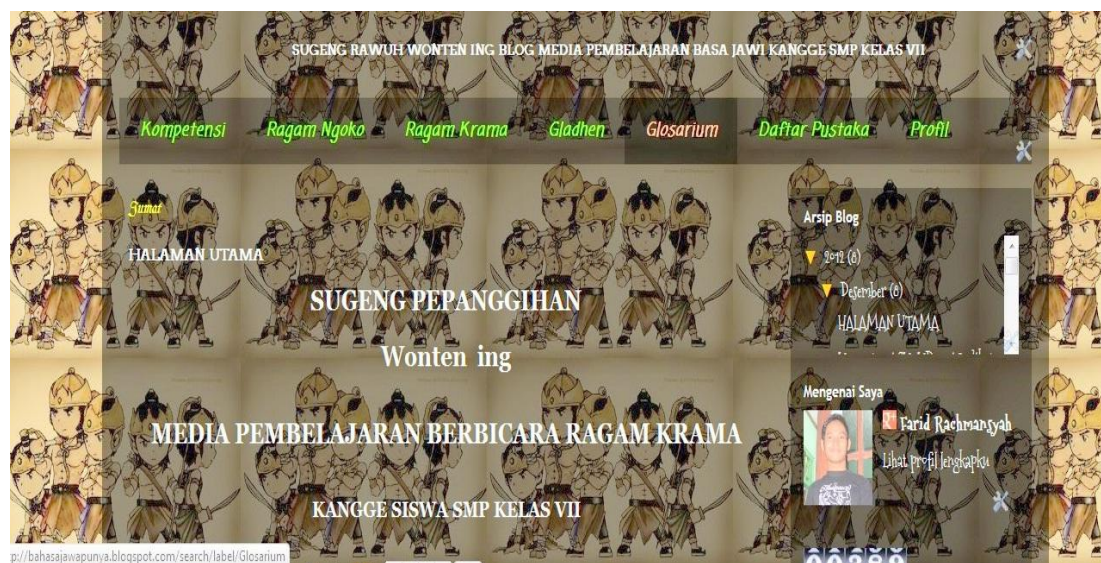 SUGENG RAWUH WONTEN ING BLOG MEDIA PEMBELAJARAN BASA JAWI KANGGE SMP KELAS VII
Kompetensi Ragam Ngoko Ragam Krama Gladhen Glosarium Daftar Pustaka Profil
Jumat
HALAMAN UTAMA
SUGENG PEPANGGIHAN
Wonten ing
MEDIA PEMBELAJARAN BERBICARA RAGAM KRAMA
KANGGE SISWA SMP KELAS VII
Arsip Blog
▼ 2012 (8)
▼ Desember (8)
HALAMAN UTAMA
Mengenai Saya
Farid Rachmansyah
Lihat profil lengkapku
p://bahasajawapunya.blogspot.com/search/label/Glosarium